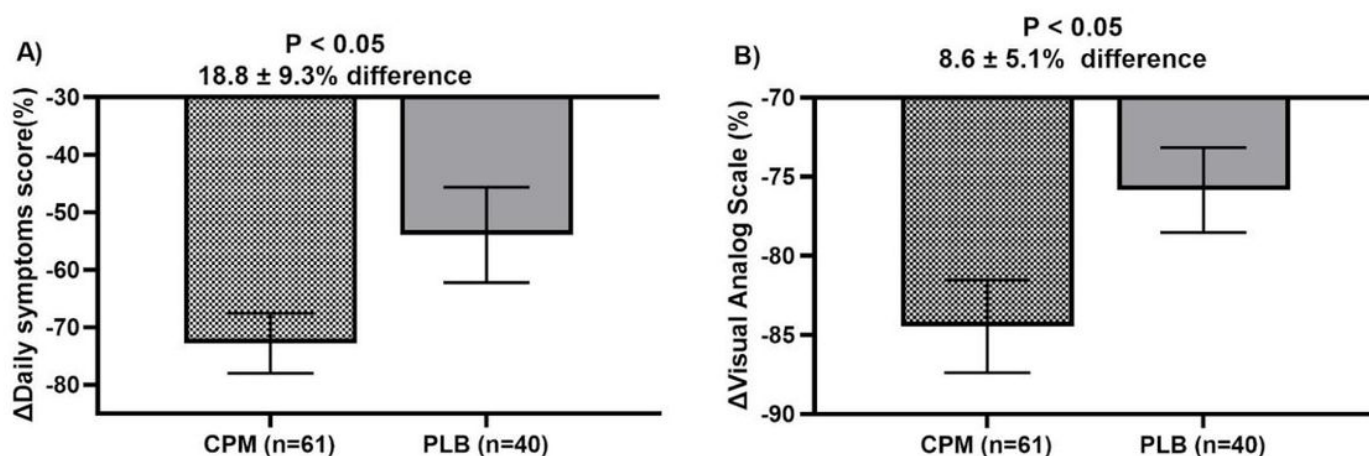 A)
P < 0.05
18.8 ± 9.3% difference
ΔDaily symptoms score(%)
-30
-40
-50
-60
-70
-80
CPM (n=61)
PLB (n=40)
B)
P < 0.05
8.6 ± 5.1%  difference
ΔVisual Analog Scale (%)
-70
-75
-80
-85
-90
CPM (n=61)
PLB (n=40)